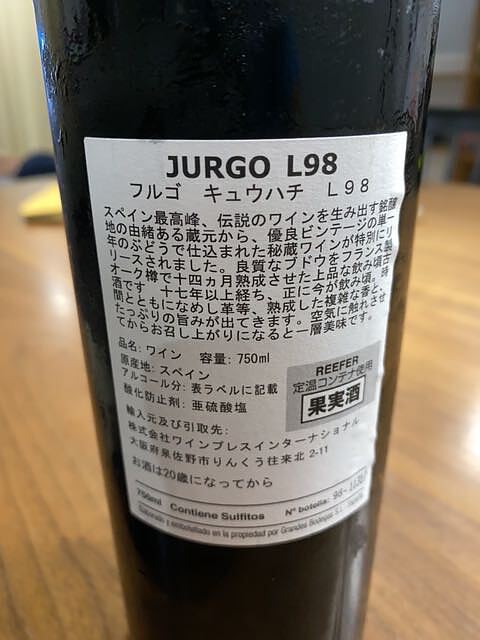 JURGO L98
フルゴ キュウハチ L98
スペイン最高峰、伝説のワインを生み出す銘醸
地の由緒ある蔵元から、優良ビンテージの単一
年のぶどうで仕込まれた秘蔵ワインが特別にリ
リースされました。良質なブドウをフランス製
オーク樽で十四ヵ月熟成させた上品な飲み頃古
酒です。十七年以上経ち、正に今が飲み頃。時
間とともになめし革等、熟成した複雑な香と、
たっぷりの旨みが出てきます。空気に触れさせ
てからお召し上がりになると一層美味です。
品名: ワイン 容量: 750ml
原産地: スペイン
アルコール分: 表ラベルに記載
酸化防止剤: 亜硫酸塩
REEFER
定温コンテナ使用
果実酒
輸入元及び引取先:
株式会社ワインプレスインターナショナル
大阪府泉佐野市りんくう往来北 2-11
お酒は20歳になってから
750ml Contiene Sulfitos Nº botella: 98-
Elaborado y embotellado en la propiedad por Grandes Bodegas S.L. España